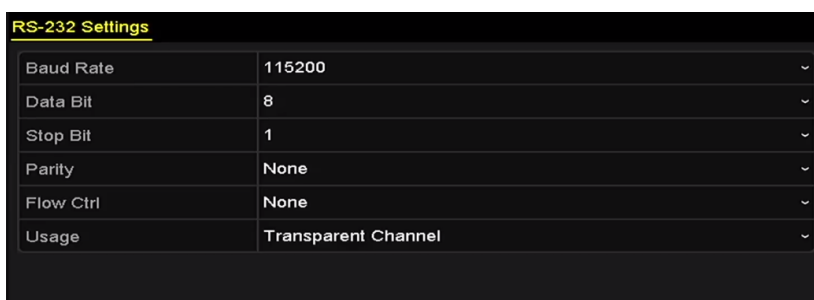 RS-232 Settings
Baud Rate 115200
Data Bit 8
Stop Bit 1
Parity None
Flow Ctrl None
Usage Transparent Channel